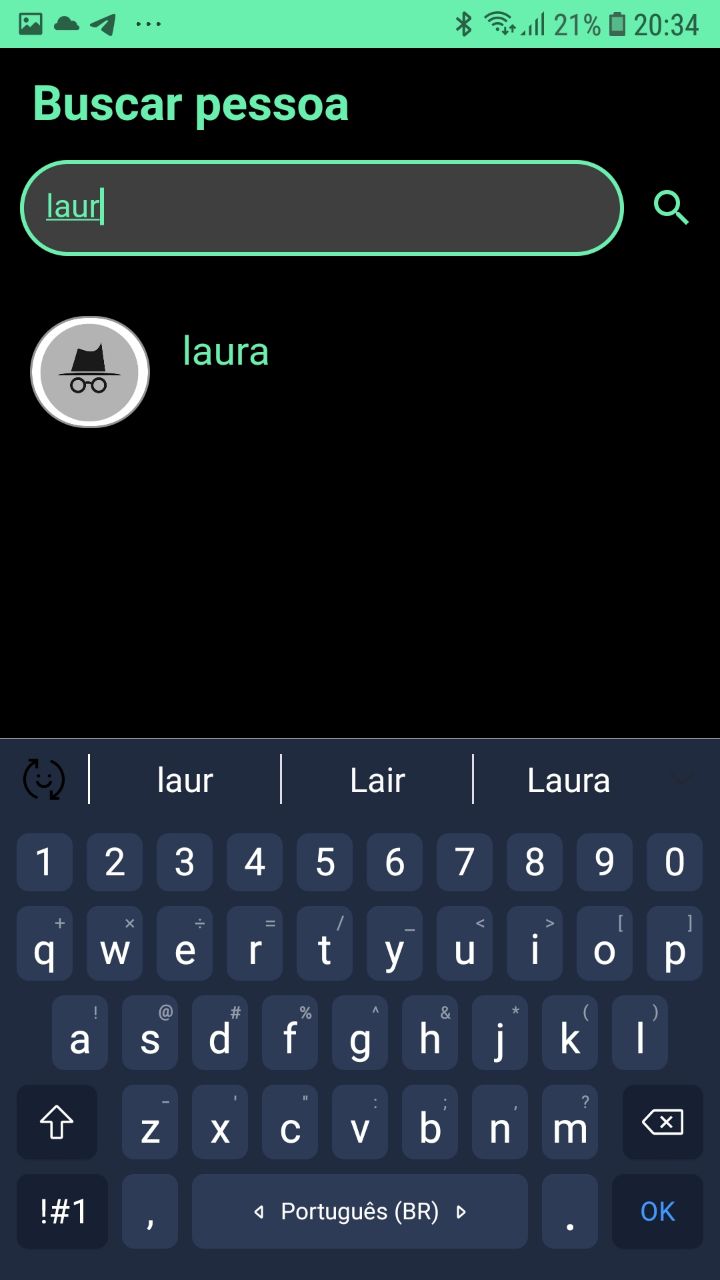 21% 20:34
Buscar pessoa
laur
laura
laur Lair Laura
1 2 3 4 5 6 7 8 9 0
+ × ÷ = / _ < > [ ]
q w e r t y u i o p
! @ # % ^ & * ( )
a s d f g h j k l
- ' " : ; , ?
z x c v b n m
!#1 , Português (BR) . OK